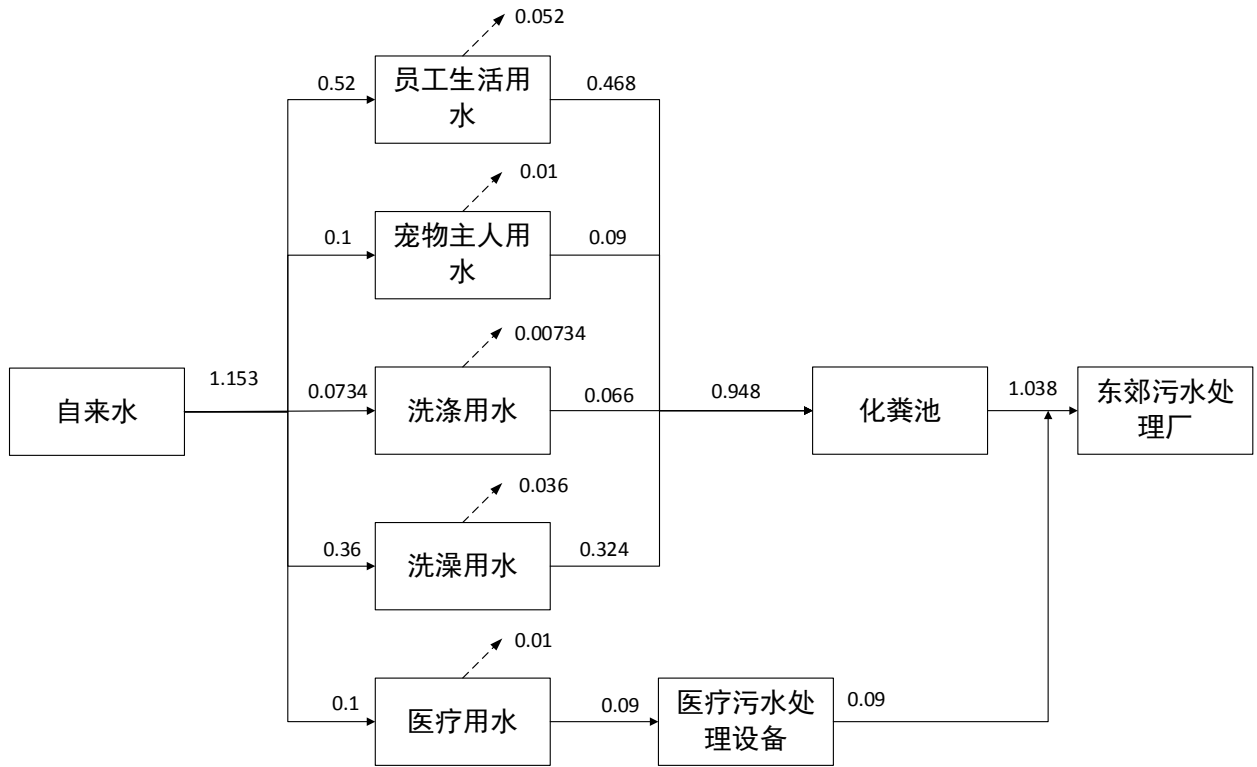 0.052
0.52
员工生活用
水
0.468
0.01
0.1
宠物主人用
水
0.09
0.00734
自来水
1.153
0.0734
洗涤用水
0.066
0.948
化粪池
1.038
东郊污水处
理厂
0.036
0.36
洗澡用水
0.324
0.01
0.1
医疗用水
0.09
医疗污水处
理设备
0.09